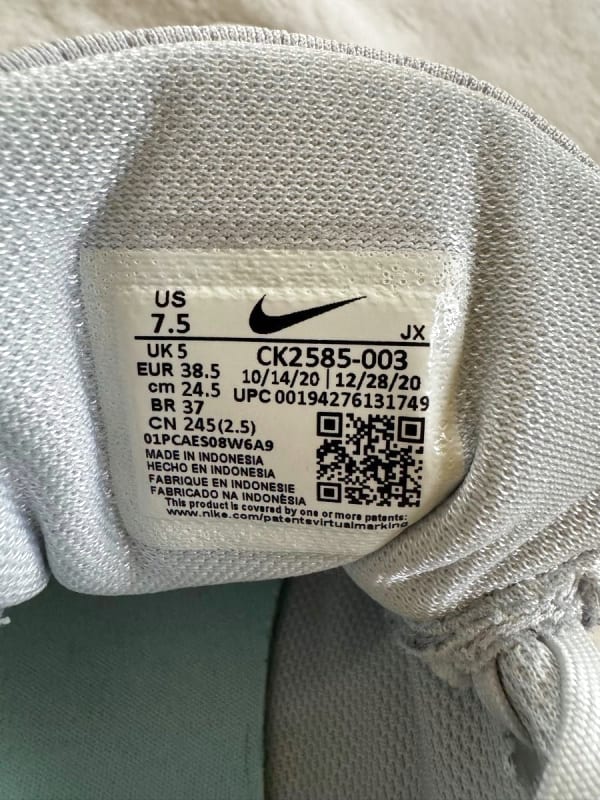 US
7.5
JX
UK 5
EUR 38.5
cm 24.5
BR 37
CN 245(2.5)
CK2585-003
10/14/20 | 12/28/20
UPC 00194276131749
01PCAES08W6A9
MADE IN INDONESIA
HECHO EN INDONESIA
FABRIQUE EN INDONESIE
FABRICADO NA INDONÈSIA
This product is covered by one or more patents:
www.nike.com/patentsvirtualmarking